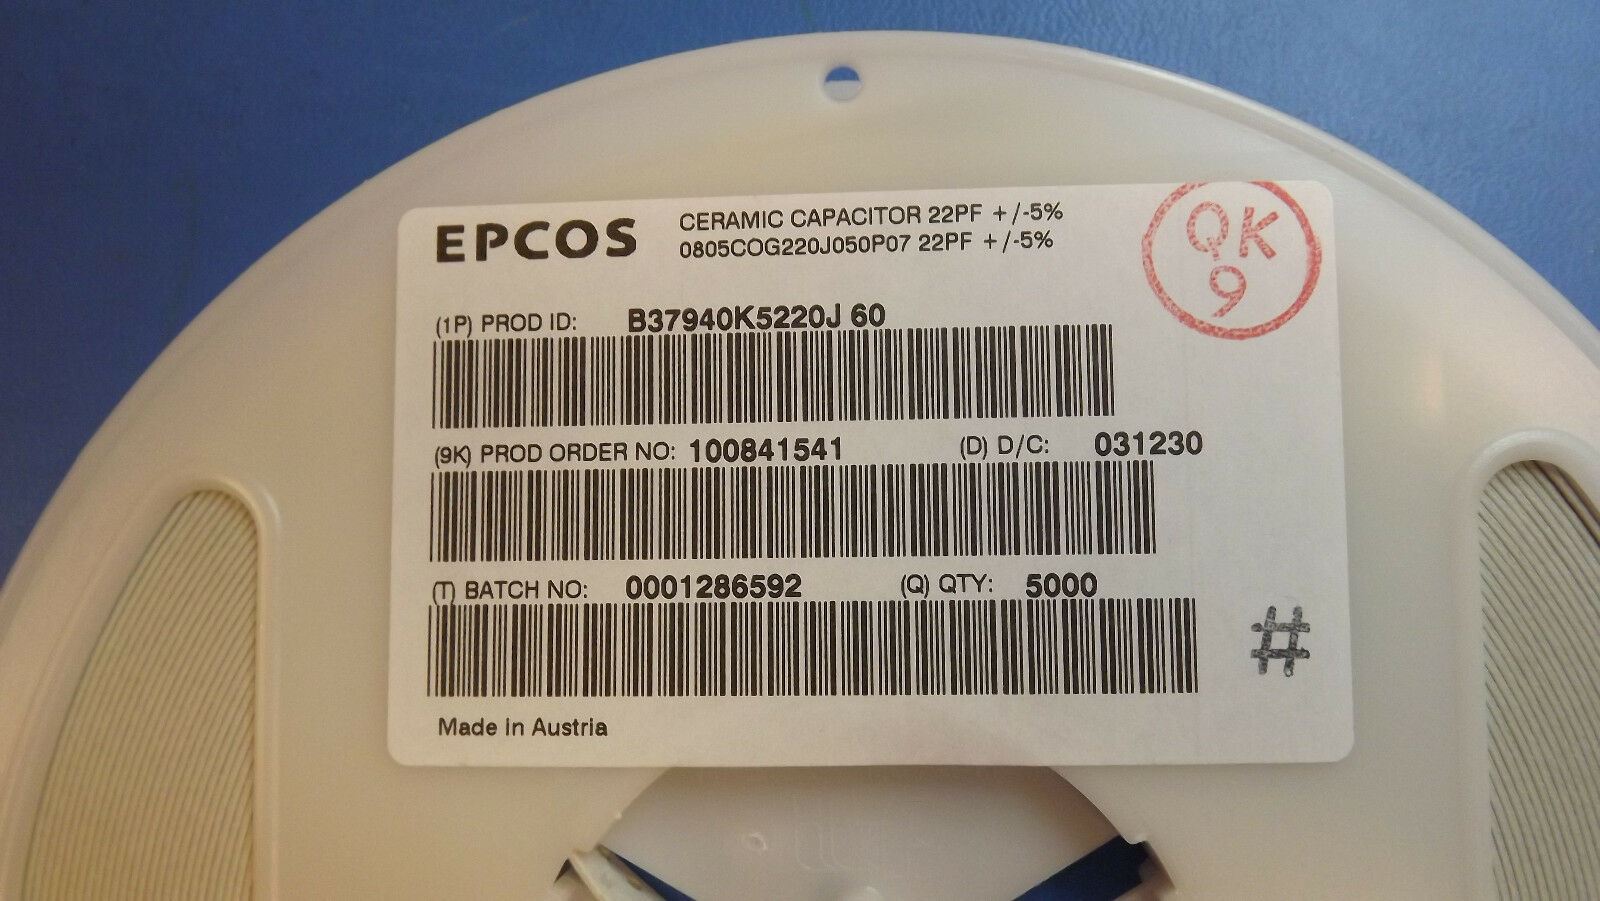 EPCOS
CERAMIC CAPACITOR 22PF +/-5%
0805COG220J050P07 22PF +/-5%
QK
9
(1P) PROD ID: B37940K5220J 60
(9K) PROD ORDER NO: 100841541 (D) D/C: 031230
(T) BATCH NO: 0001286592 (Q) QTY: 5000
#
Made in Austria